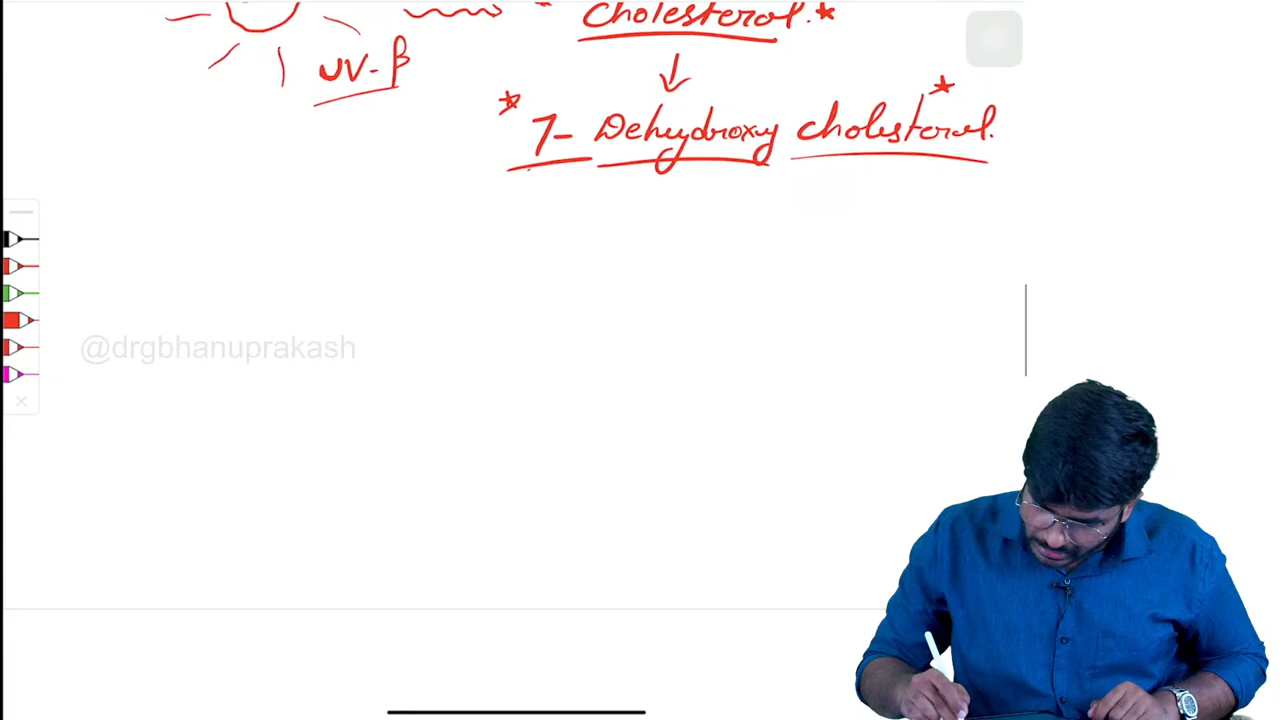 * Cholesterol.*
UV-β
* 7- Dehydroxy cholesterol. *
@drgbhanuprakash